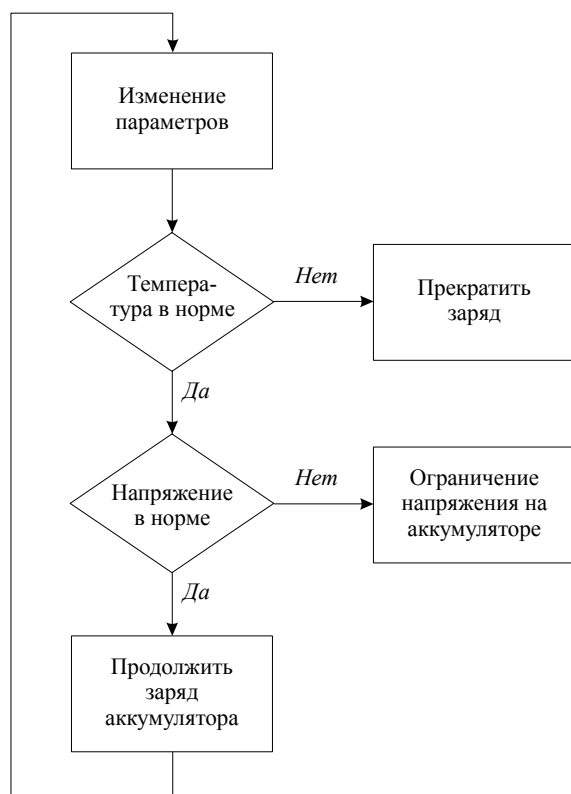 Изменение
параметров
Темпера-
тура в норме
Нет
Прекратить
заряд
Да
Напряжение
в норме
Нет
Ограничение
напряжения на
аккумуляторе
Да
Продолжить
заряд
аккумулятора